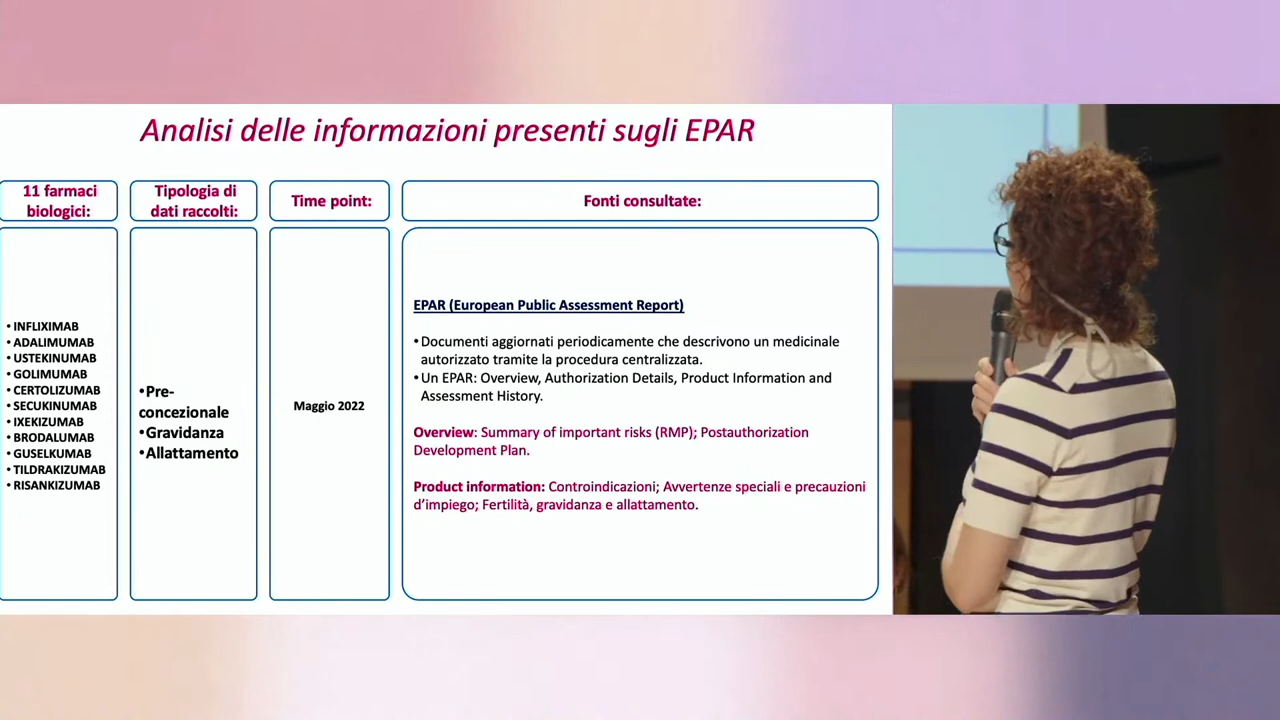 Analisi delle informazioni presenti sugli EPAR
11 farmaci
biologici:
Tipologia di
dati raccolti:
Time point:
Fonti consultate:
• INFLIXIMAB
• ADALIMUMAB
• USTEKINUMAB
• GOLIMUMAB
• CERTOLIZUMAB
• SECUKINUMAB
• IXEKIZUMAB
• BRODALUMAB
• GUSELKUMAB
• TILDRAKIZUMAB
• RISANKIZUMAB
•Pre-
concezionale
•Gravidanza
•Allattamento
Maggio 2022
EPAR (European Public Assessment Report)
•Documenti aggiornati periodicamente che descrivono un medicinale
autorizzato tramite la procedura centralizzata.
•Un EPAR: Overview, Authorization Details, Product Information and
Assessment History.
Overview: Summary of important risks (RMP); Postauthorization
Development Plan.
Product information: Controindicazioni; Avvertenze speciali e precauzioni
d’impiego; Fertilità, gravidanza e allattamento.